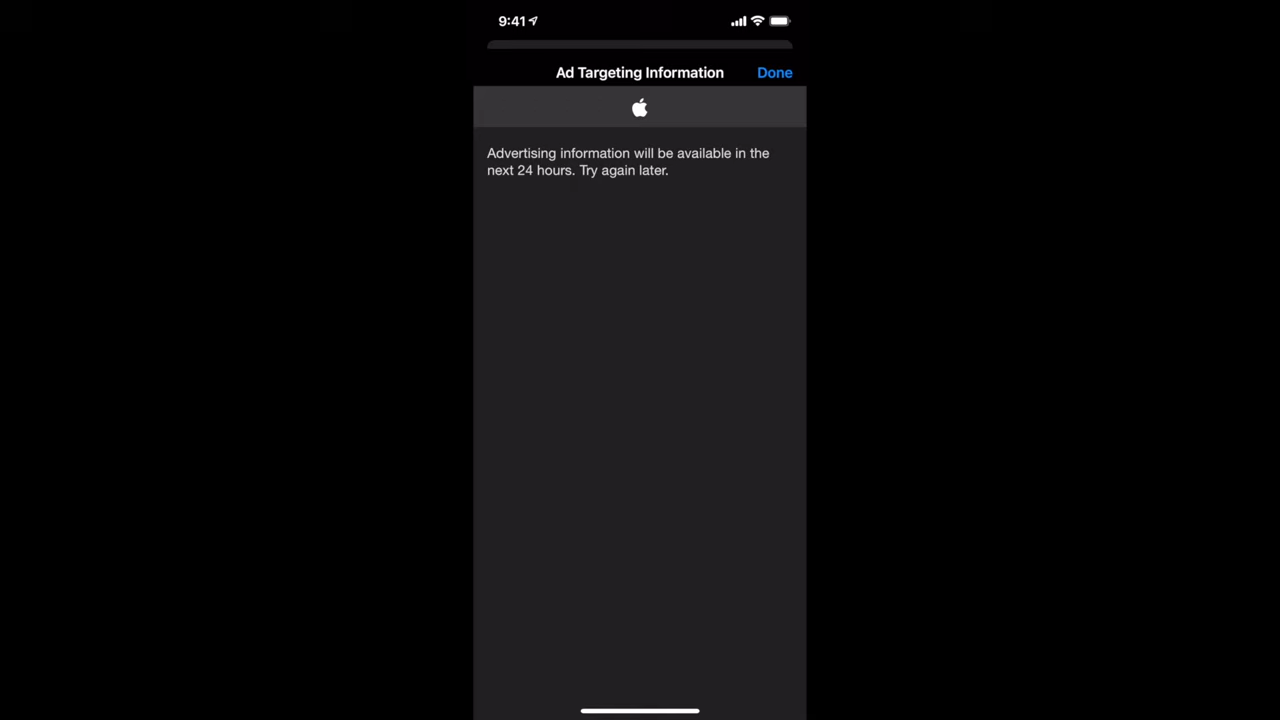 9:41
Ad Targeting Information
Done
Advertising information will be available in the
next 24 hours. Try again later.